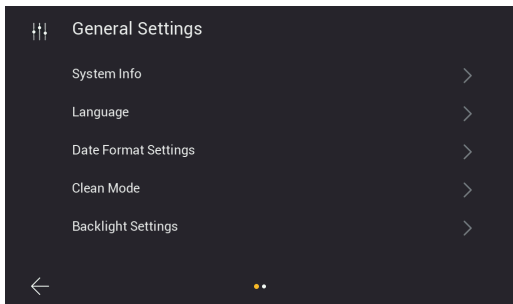 General Settings
System Info
Language
Date Format Settings
Clean Mode
Backlight Settings